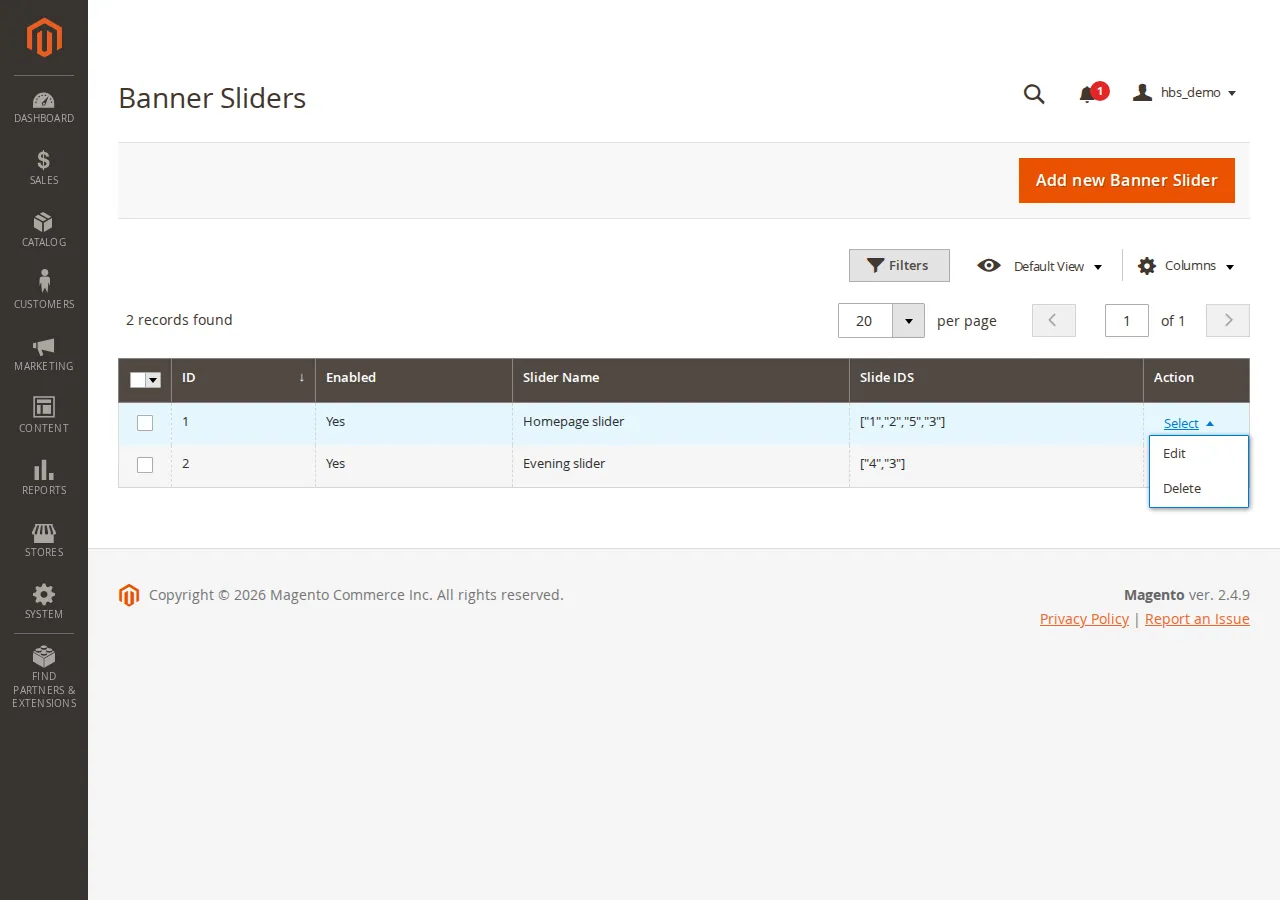 DASHBOARD
SALES
CATALOG
CUSTOMERS
MARKETING
CONTENT
REPORTS
STORES
SYSTEM
FIND
PARTNERS &
EXTENSIONS
Banner Sliders
1
hbs_demo
Add new Banner Slider
Filters
Default View
Columns
2 records found
20
per page
1
of 1
ID ↓ Enabled Slider Name Slide IDS Action
1 Yes Homepage slider ["1","2","5","3"] Select
2 Yes Evening slider ["4","3"]
Edit
Delete
Copyright © 2026 Magento Commerce Inc. All rights reserved.
Magento ver. 2.4.9
Privacy Policy | Report an Issue